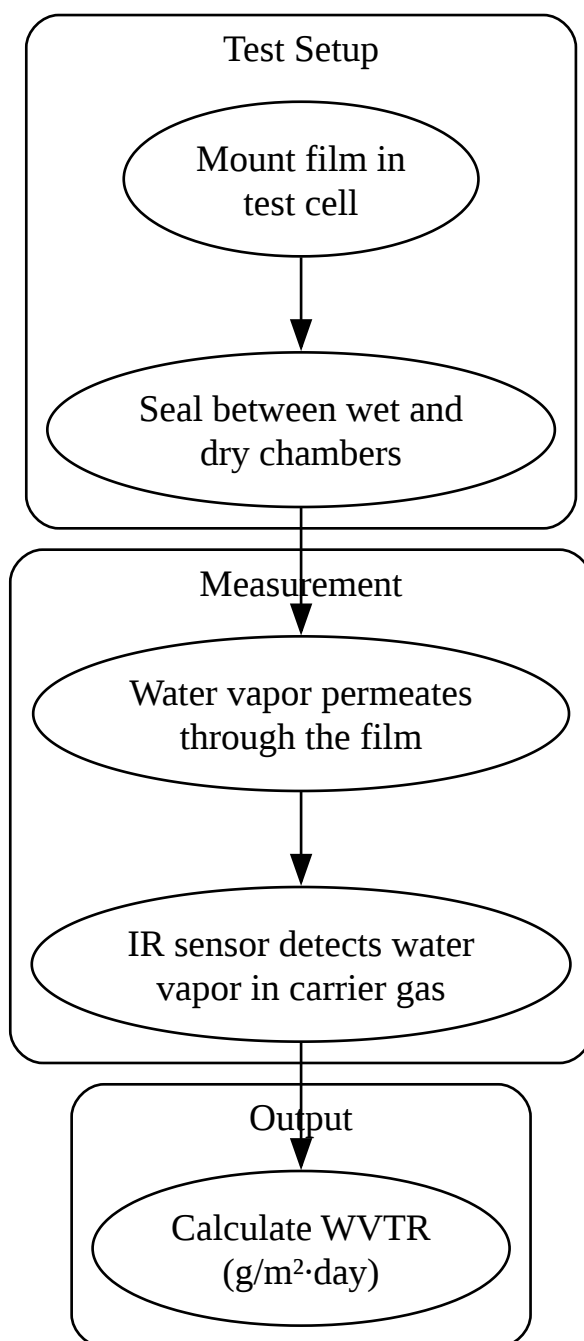 Test Setup
Mount film in
test cell
Seal between wet and
dry chambers
Measurement
Water vapor permeates
through the film
IR sensor detects water
vapor in carrier gas
Output
Calculate WVTR
(g/m²·day)